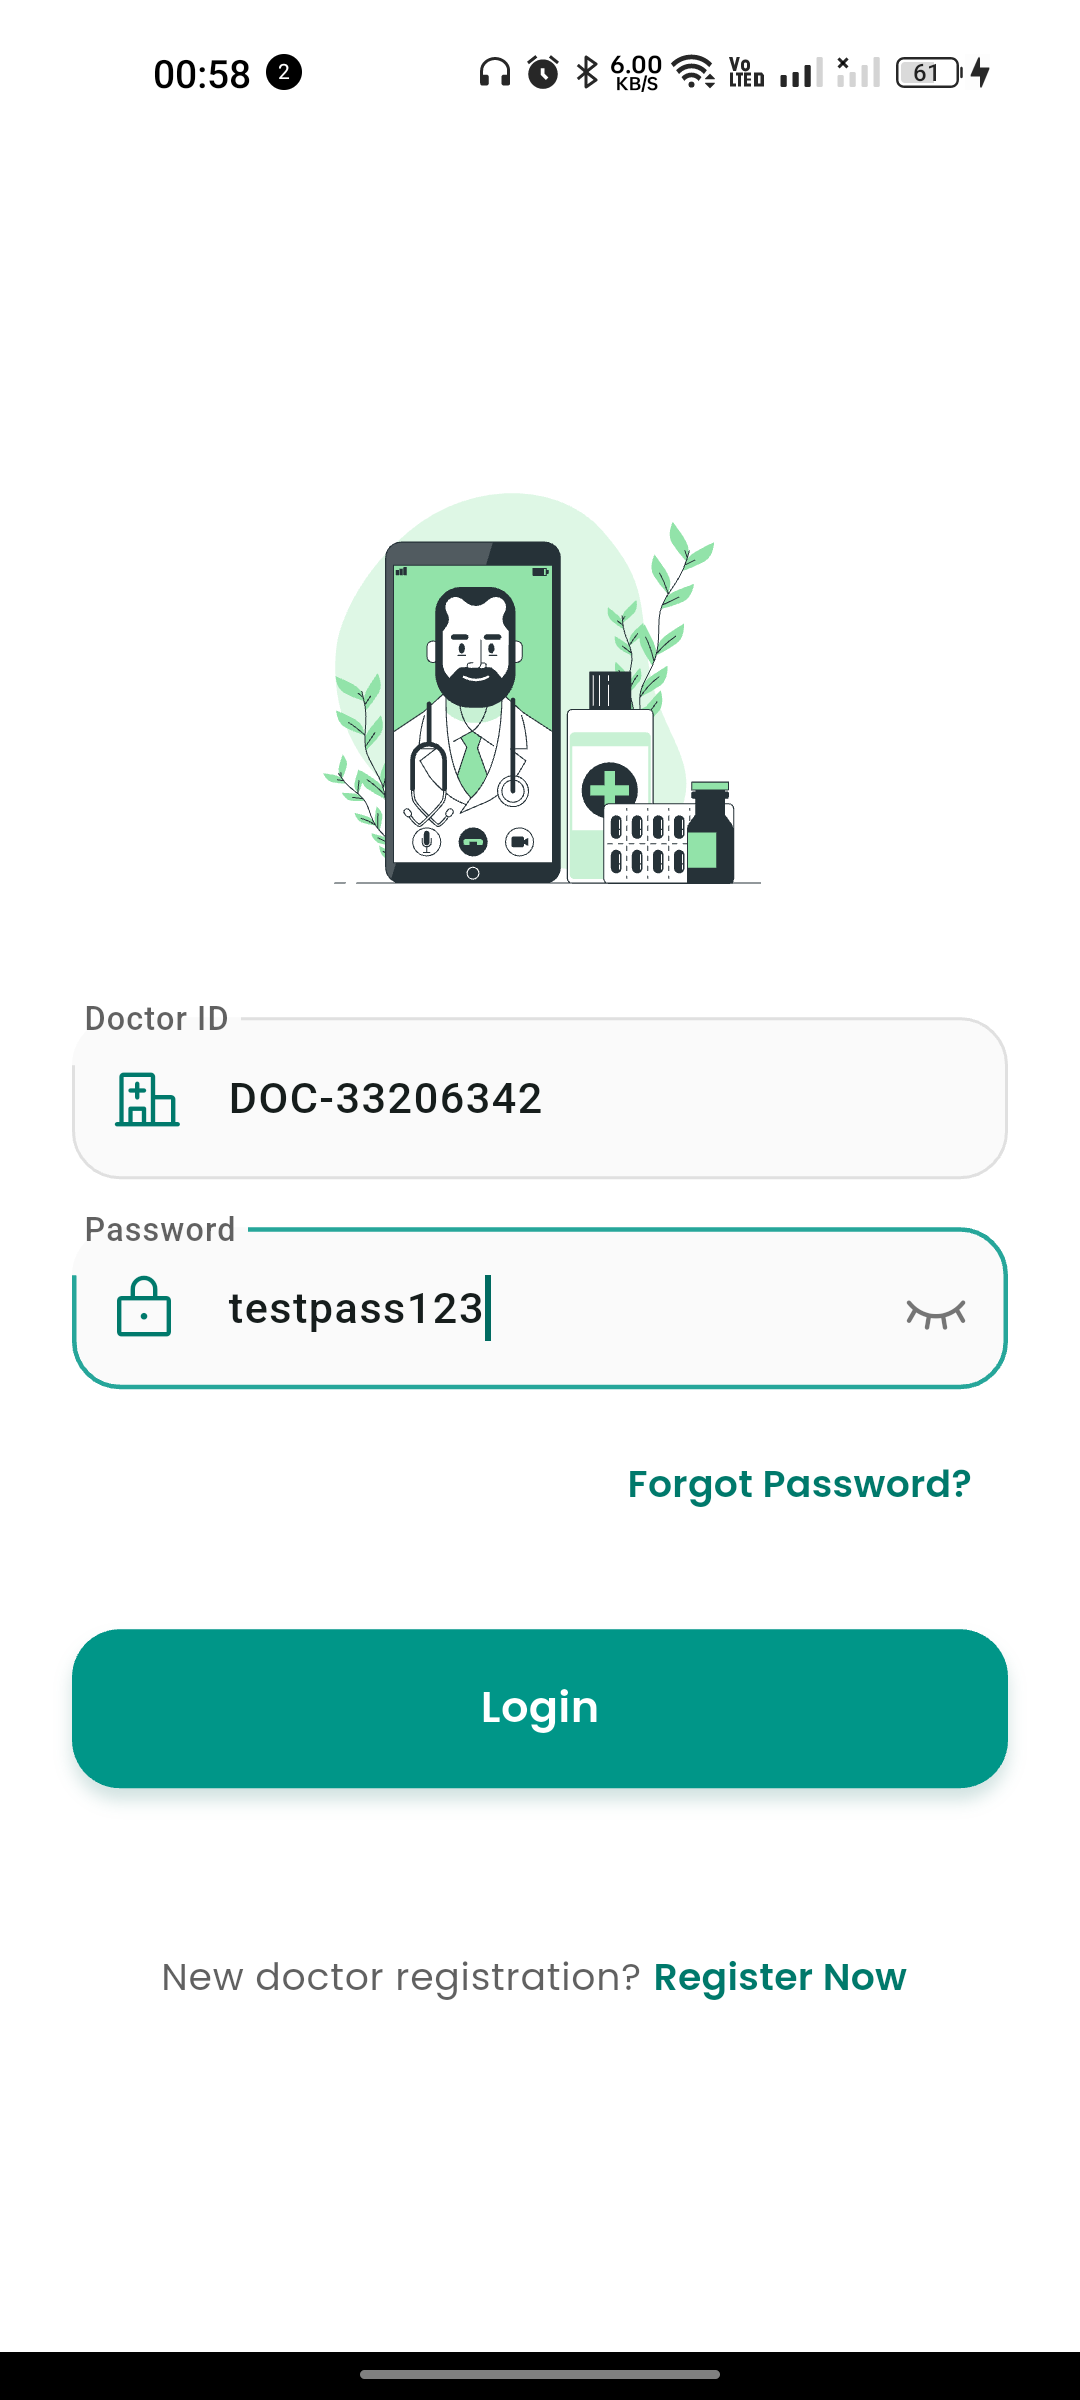 00:58 2 6.00 KB/S Vo LTE 61
Doctor ID
DOC-33206342
Password
testpass123
Forgot Password?
Login
New doctor registration? Register Now